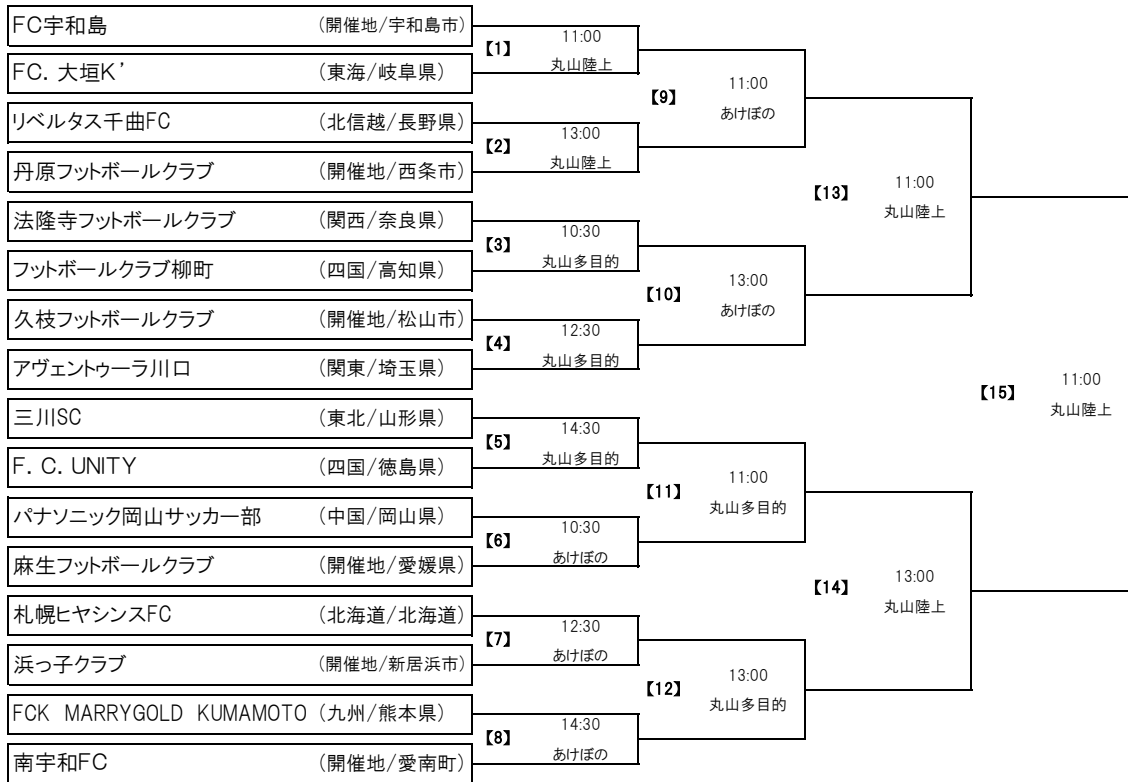 FC宇和島 （開催地/宇和島市）
FC．大垣K’ （東海/岐阜県）
【1】 11:00
丸山陸上
リベルタス千曲FC （北信越/長野県）
丹原フットボールクラブ （開催地/西条市）
【2】 13:00
丸山陸上
【9】 11:00
あけぼの
法隆寺フットボールクラブ （関西/奈良県）
フットボールクラブ柳町 （四国/高知県）
【3】 10:30
丸山多目的
久枝フットボールクラブ （開催地/松山市）
アヴェントゥーラ川口 （関東/埼玉県）
【4】 12:30
丸山多目的
【10】 13:00
あけぼの
【13】 11:00
丸山陸上
三川SC （東北/山形県）
F．C．UNITY （四国/徳島県）
【5】 14:30
丸山多目的
パナソニック岡山サッカー部 （中国/岡山県）
麻生フットボールクラブ （開催地/愛媛県）
【6】 10:30
あけぼの
【11】 11:00
丸山多目的
札幌ヒヤシンスFC （北海道/北海道）
浜っ子クラブ （開催地/新居浜市）
【7】 12:30
あけぼの
FCK MARRYGOLD KUMAMOTO （九州/熊本県）
南宇和FC （開催地/愛南町）
【8】 14:30
あけぼの
【12】 13:00
丸山多目的
【14】 13:00
丸山陸上
【15】 11:00
丸山陸上